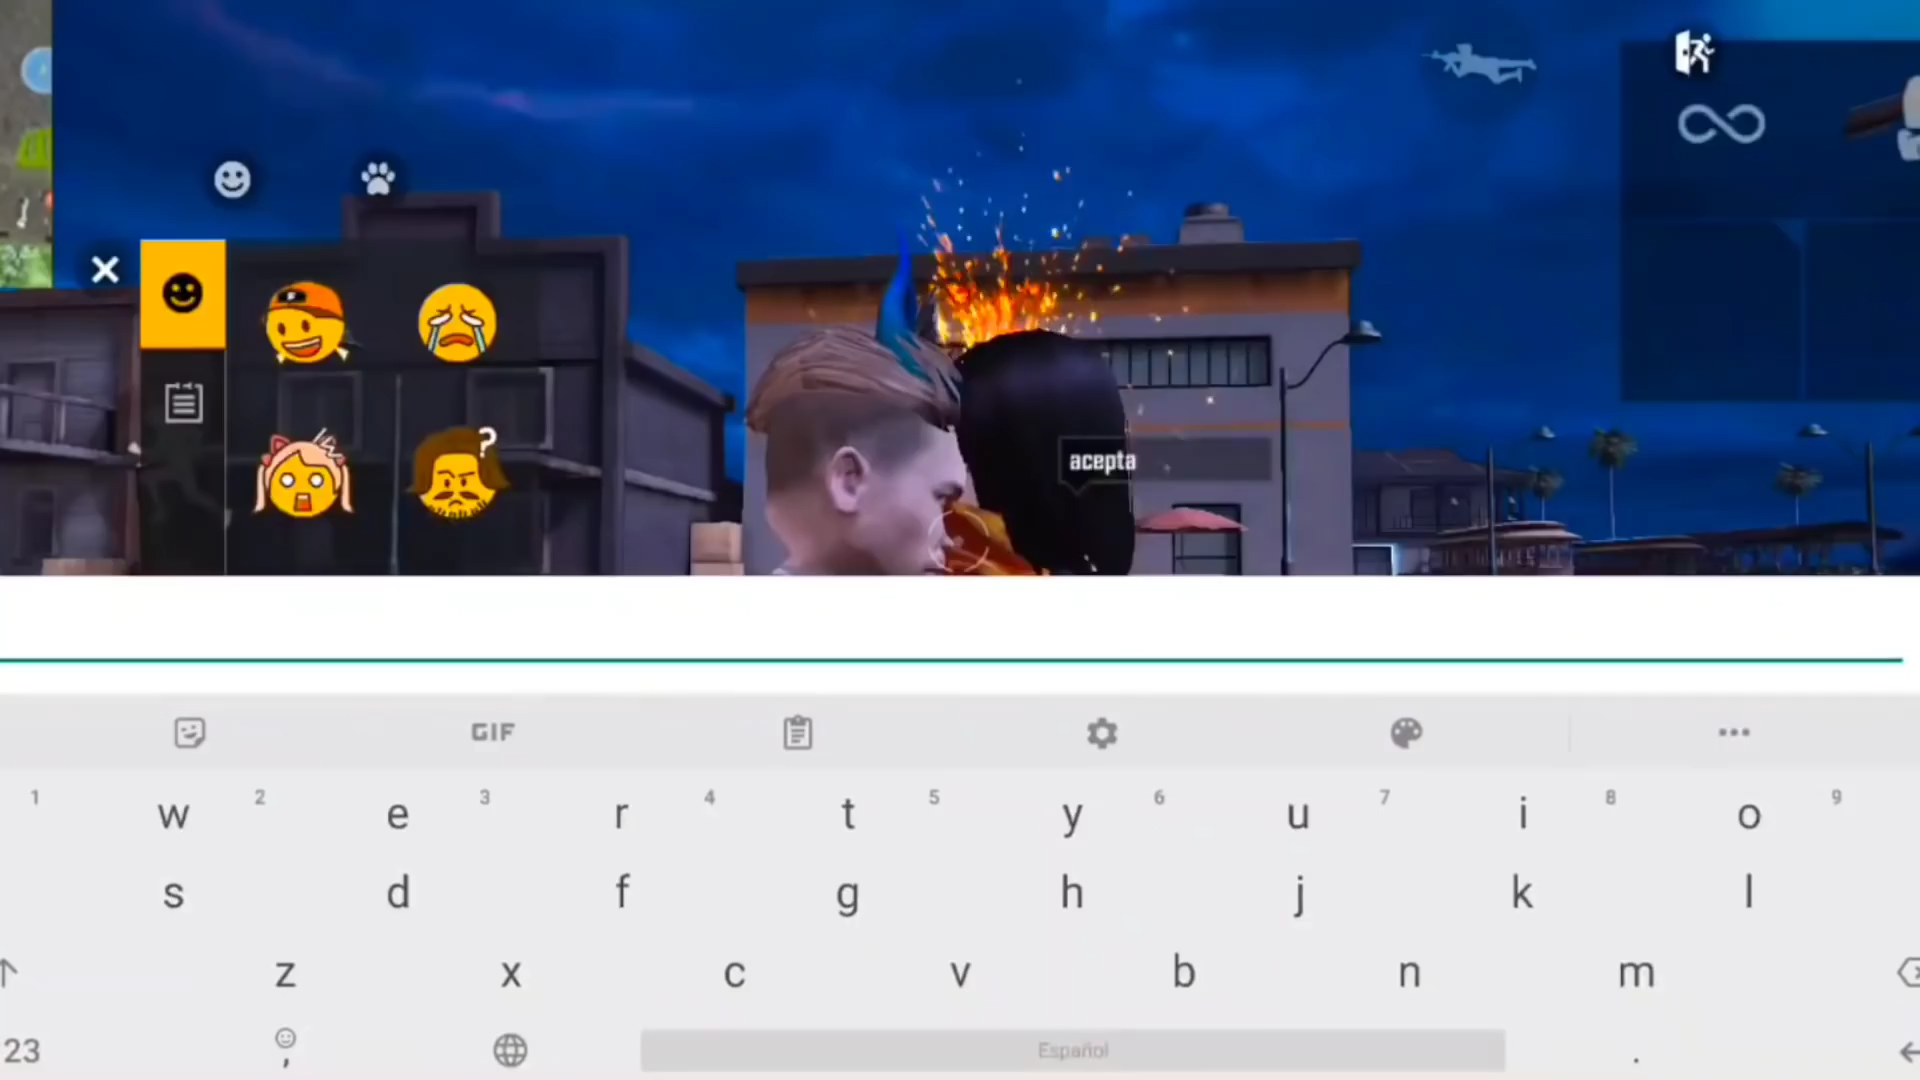 ?
acepta
GIF
1 2 3 4 5 6 7 8 9
w e r t y u i o
s d f g h j k l
z x c v b n m
23 , Español .